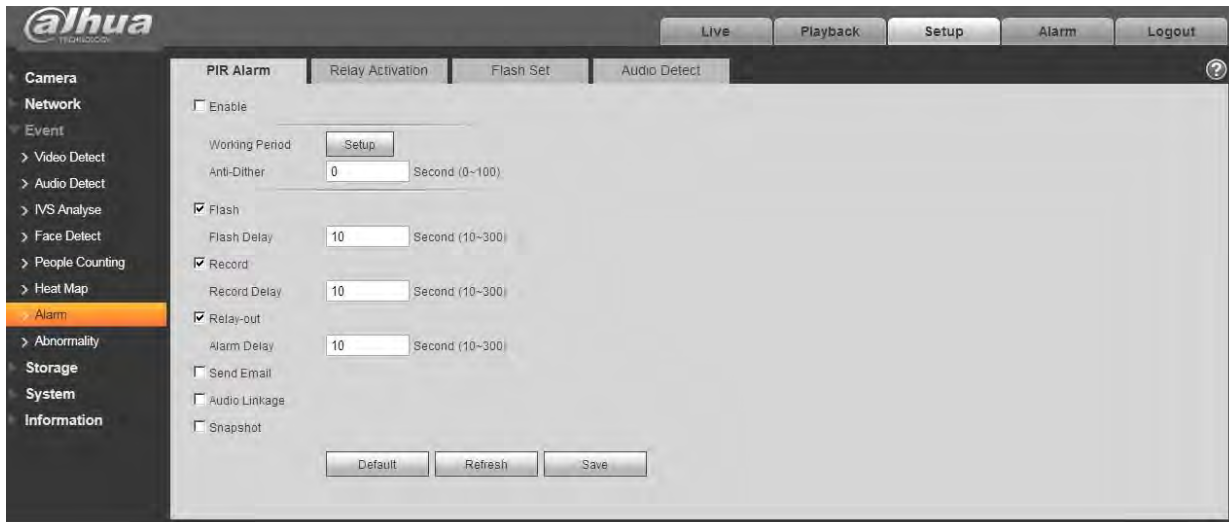 alhua
TECHNOLOGY
Live
Playback
Setup
Alarm
Logout
Camera
Network
Event
> Video Detect
> Audio Detect
> IVS Analyse
> Face Detect
> People Counting
> Heat Map
> Alarm
> Abnormality
Storage
System
Information
PIR Alarm
Relay Activation
Flash Set
Audio Detect
?
Enable
Working Period Setup
Anti-Dither 0 Second (0~100)
Flash
Flash Delay 10 Second (10~300)
Record
Record Delay 10 Second (10~300)
Relay-out
Alarm Delay 10 Second (10~300)
Send Email
Audio Linkage
Snapshot
Default
Refresh
Save